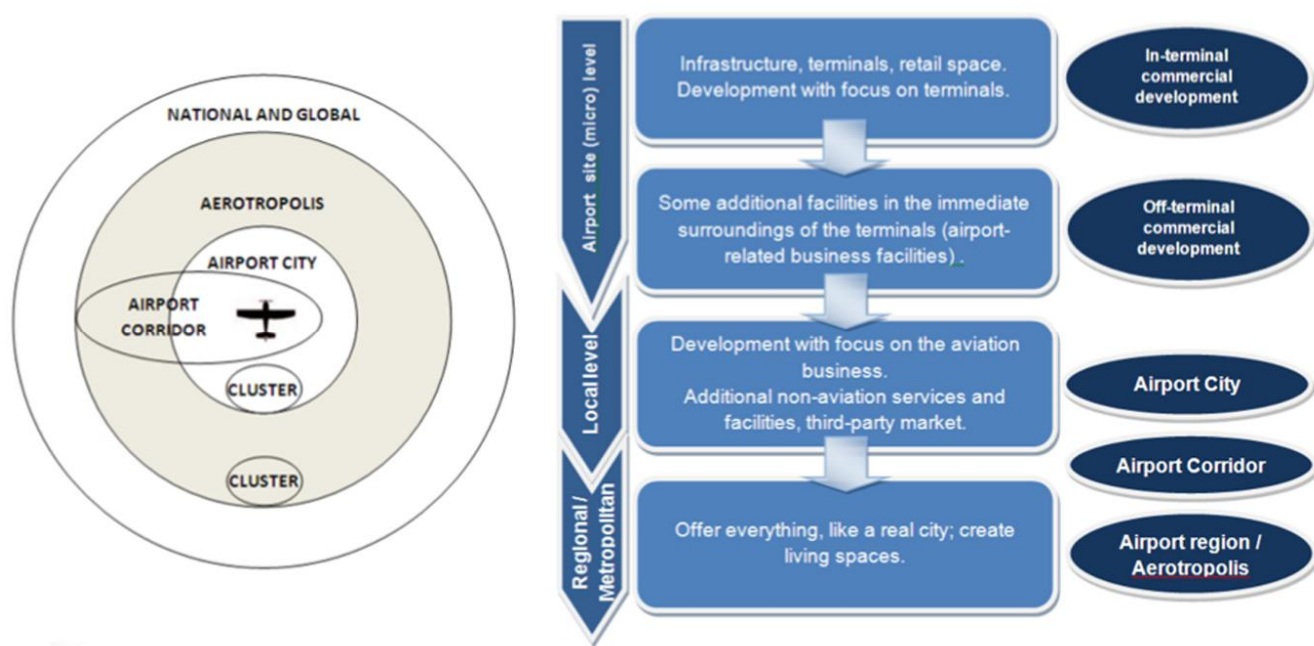 NATIONAL AND GLOBAL
AEROTROPOLIS
AIRPORT CITY
AIRPORT
CORRIDOR
CLUSTER
CLUSTER
Airport site (micro) level
Infrastructure, terminals, retail space.
Development with focus on terminals.
In-terminal
commercial
development
Some additional facilities in the immediate
surroundings of the terminals (airport-
related business facilities) .
Off-terminal
commercial
development
Local level
Development with focus on the aviation
business.
Additional non-aviation services and
facilities, third-party market.
Airport City
Airport Corridor
Regional /
Metropolitan
Offer everything, like a real city; create
living spaces.
Airport region /
Aerotropolis